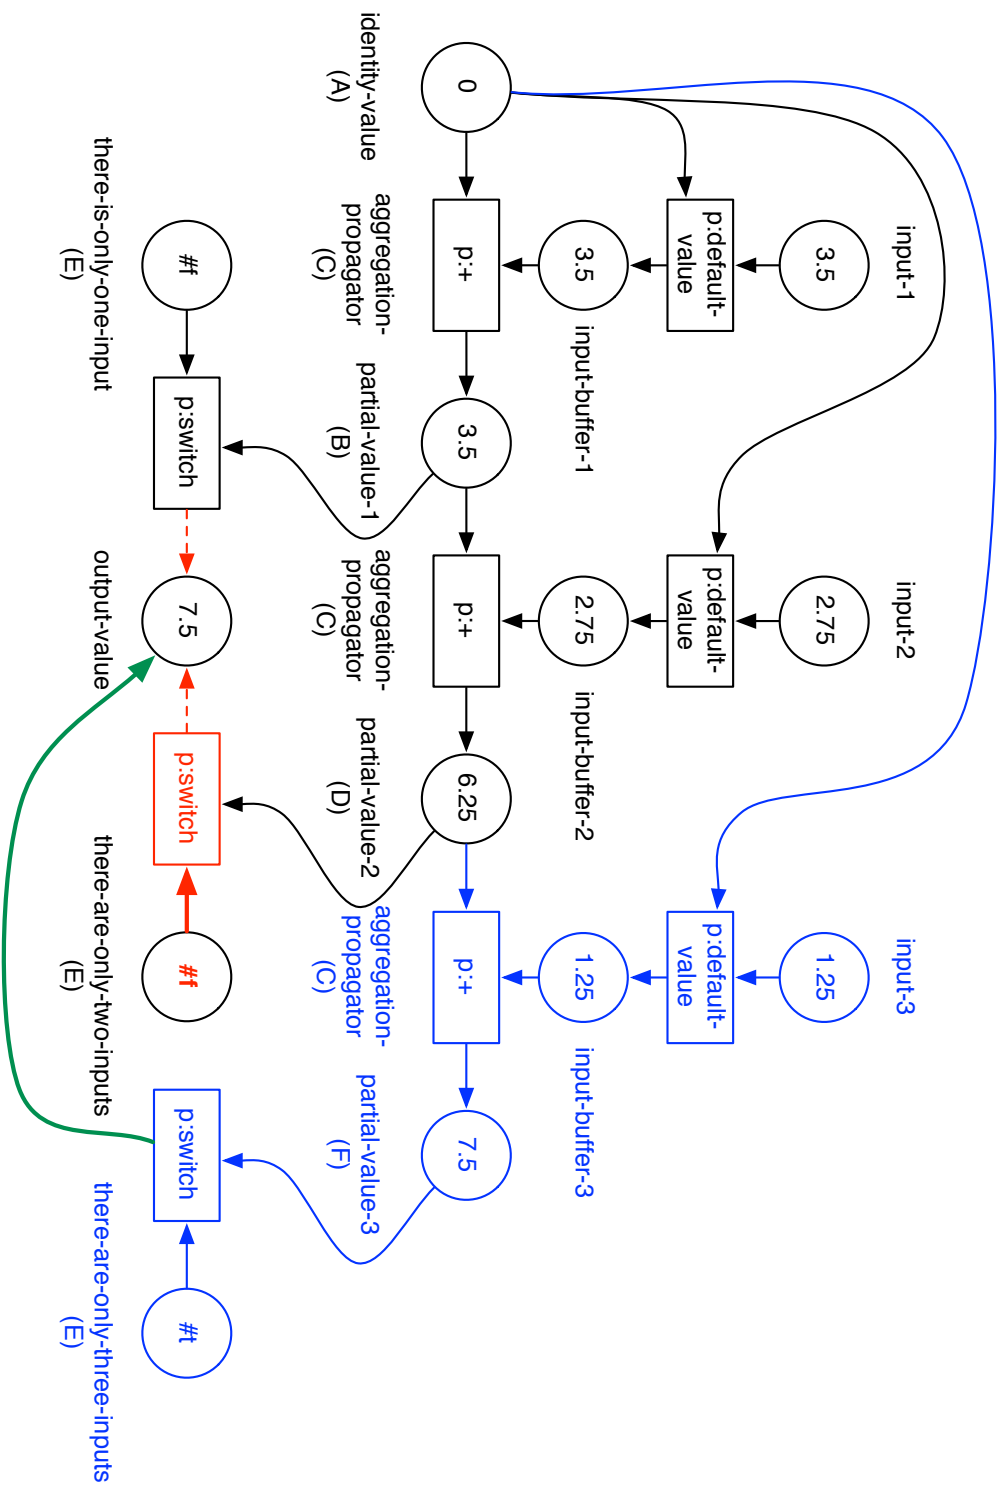 input-1
input-2
input-3
3.5
2.75
1.25
p:default-
value
p:default-
value
p:default-
value
3.5
input-buffer-1
2.75
input-buffer-2
1.25
input-buffer-3
0
p:+
3.5
p:+
6.25
p:+
7.5
identity-value
(A)
aggregation-
propagator
(C)
partial-value-1
(B)
aggregation-
propagator
(C)
partial-value-2
(D)
aggregation-
propagator
(C)
partial-value-3
(F)
#f
p:switch
7.5
p:switch
#f
p:switch
#t
there-is-only-one-input
(E)
output-value
there-are-only-two-inputs
(E)
there-are-only-three-inputs
(E)